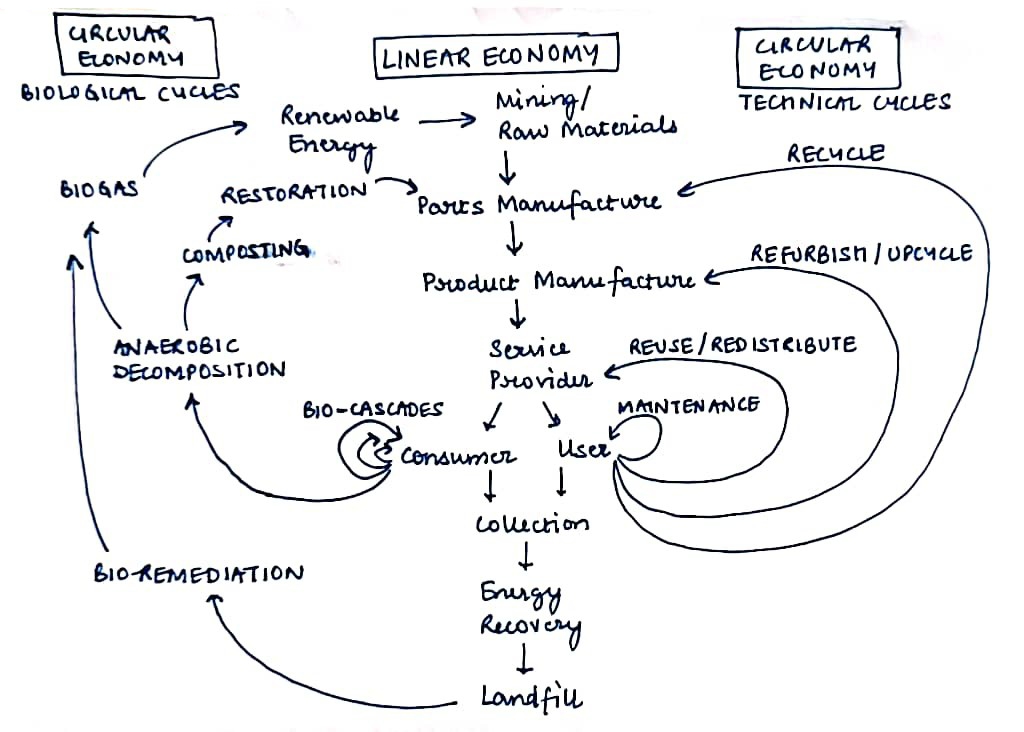 CIRCULAR
ECONOMY
BIOLOGICAL CYCLES
LINEAR ECONOMY
CIRCULAR
ECONOMY
TECHNICAL CYCLES
Renewable
Energy
Mining/
Raw Materials
RECYCLE
BIOGAS
RESTORATION
Parts Manufacture
COMPOSTING
REFURBISH/UPCYCLE
Product Manufacture
ANAEROBIC
DECOMPOSITION
Service
Provider
REUSE/REDISTRIBUTE
BIO-CASCADES
MAINTENANCE
Consumer
User
Collection
BIO-REMEDIATION
Energy
Recovery
Landfill